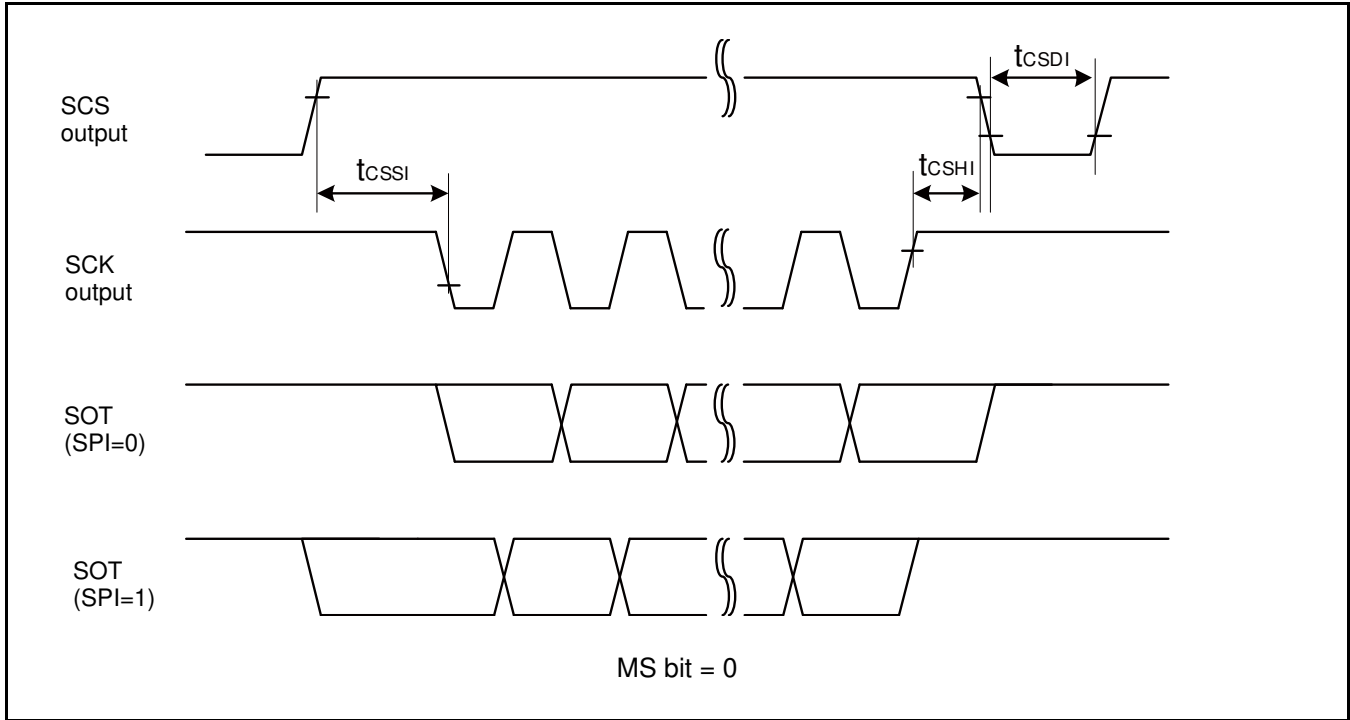 SCS
output
tCSDI
tCSSI
tCSHI
SCK
output
SOT
(SPI=0)
SOT
(SPI=1)
MS bit = 0